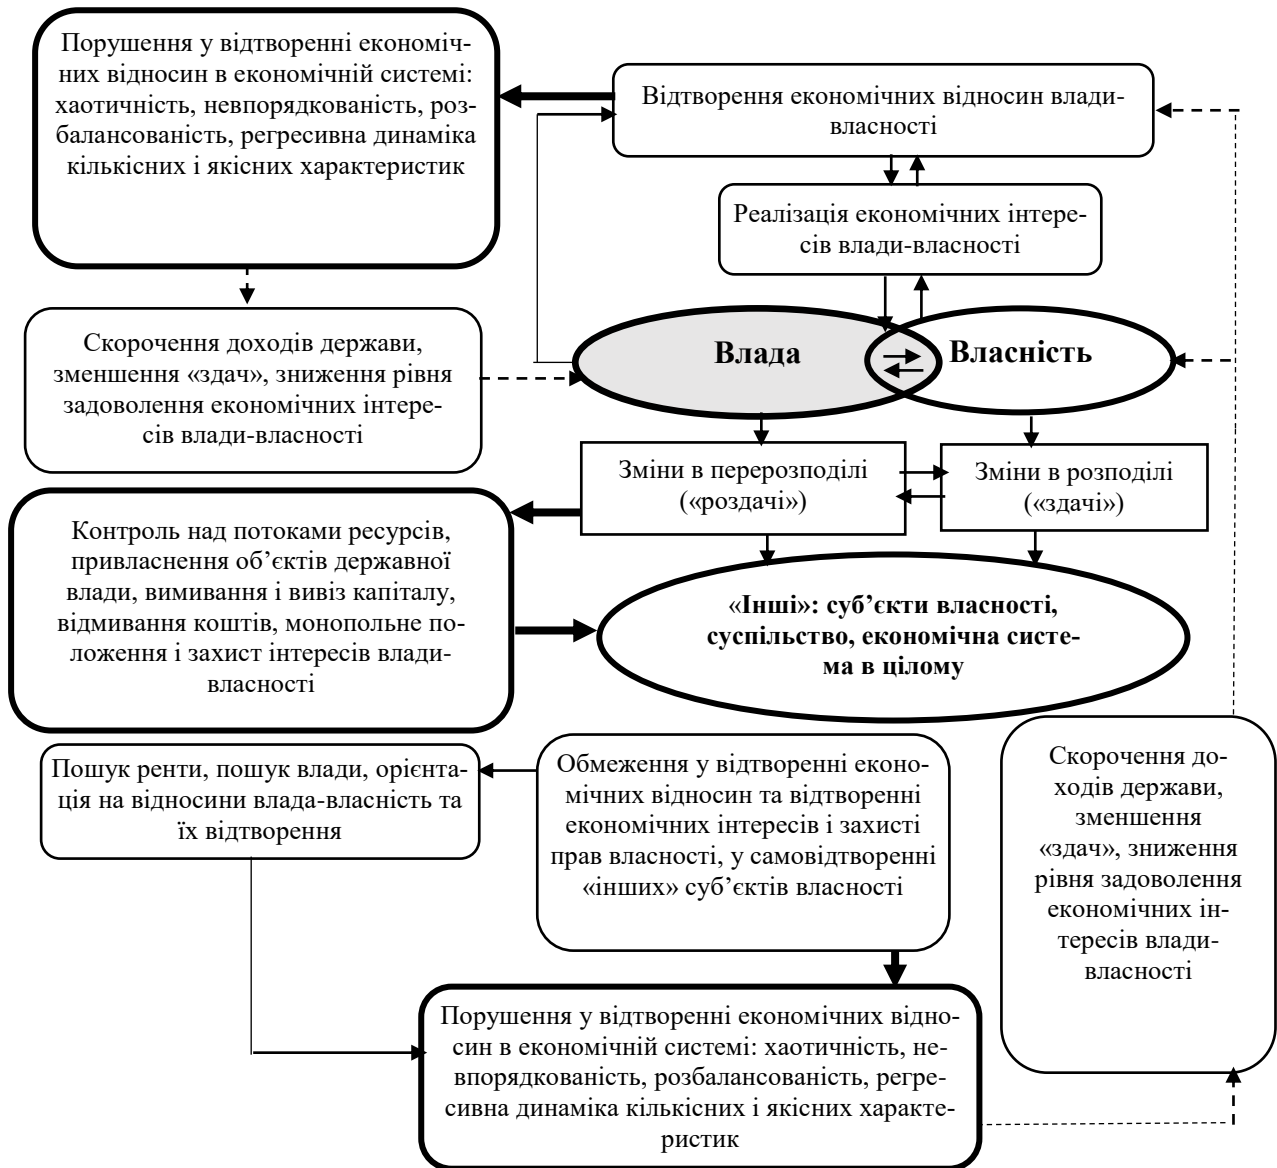 Порушення у відтворенні економіч-
них відносин в економічній системі:
хаотичність, невпорядкованість, роз-
балансованість, регресивна динаміка
кількісних і якісних характеристик
Відтворення економічних відносин влади-
власності
Реалізація економічних інтере-
сів влади-власності
Скорочення доходів держави,
зменшення «здач», зниження рівня
задоволення економічних інтере-
сів влади-власності
Влада
Власність
Зміни в перерозподілі
(«роздачі»)
Зміни в розподілі
(«здачі»)
Контроль над потоками ресурсів,
привласнення об’єктів державної
влади, вимивання і вивіз капіталу,
відмивання коштів, монопольне по-
ложення і захист інтересів влади-
власності
«Інші»: суб’єкти власності,
суспільство, економічна систе-
ма в цілому
Пошук ренти, пошук влади, орієнта-
ція на відносини влада-власність та
їх відтворення
Обмеження у відтворенні еконо-
мічних відносин та відтворенні
економічних інтересів і захисті
прав власності, у самовідтворенні
«інших» суб’єктів власності
Скорочення до-
ходів держави,
зменшення
«здач», зниження
рівня задоволення
економічних ін-
тересів влади-
власності
Порушення у відтворенні економічних відно-
син в економічній системі: хаотичність, не-
впорядкованість, розбалансованість, регре-
сивна динаміка кількісних і якісних характе-
ристик